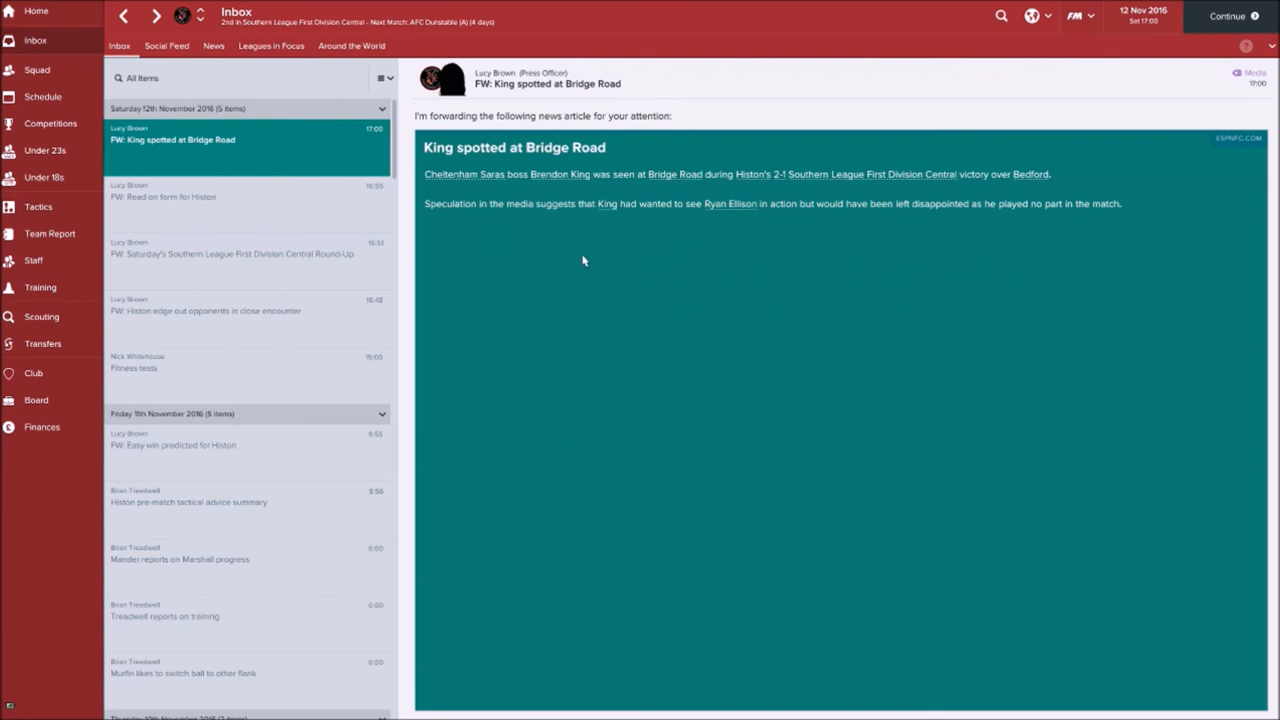 Home
Inbox
2nd in Southern League First Division Central - Next Match: AFC Dunstable (A) (4 days)
FM
12 Nov 2016
Sat 17:00
Continue
Inbox
Social Feed
News
Leagues in Focus
Around the World
Inbox
Squad
Schedule
Competitions
Under 23s
Under 18s
Tactics
Team Report
Staff
Training
Scouting
Transfers
Club
Board
Finances
All Items
Saturday 12th November 2016 (5 items)
Lucy Brown 17:00
FW: King spotted at Bridge Road
Lucy Brown 16:55
FW: Read on form for Histon
Lucy Brown 16:51
FW: Saturday's Southern League First Division Central Round-Up
Lucy Brown 16:48
FW: Histon edge out opponents in close encounter
Nick Whitehouse 15:00
Fitness tests
Friday 11th November 2016 (5 items)
Lucy Brown 9:55
FW: Easy win predicted for Histon
Brian Treadwell 8:56
Histon pre-match tactical advice summary
Brian Treadwell 0:00
Mander reports on Marshall progress
Brian Treadwell 0:00
Treadwell reports on training
Brian Treadwell 0:00
Murfin likes to switch ball to other flank
Thursday 10th November 2016
Lucy Brown (Press Officer)
FW: King spotted at Bridge Road
Media
17:00
I'm forwarding the following news article for your attention:
ESPNFC.COM
King spotted at Bridge Road
Cheltenham Saras boss Brendon King was seen at Bridge Road during Histon's 2-1 Southern League First Division Central victory over Bedford.
Speculation in the media suggests that King had wanted to see Ryan Ellison in action but would have been left disappointed as he played no part in the match.